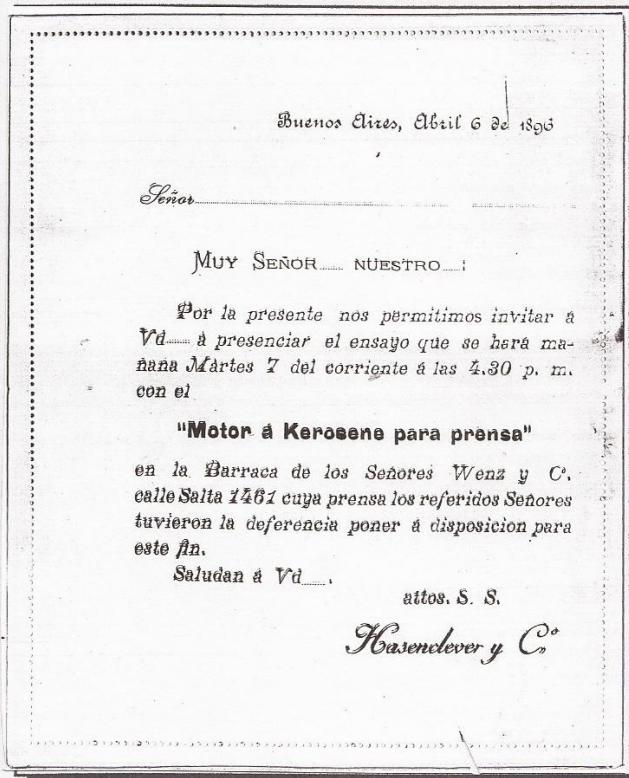 Buenos Aires, Abril 6 de 1896
Señor
MUY SEÑOR NUESTRO :
Por la presente nos permitimos invitar á
Vd. á presenciar el ensayo que se hará ma-
ñana Mártes 7 del corriente á las 4.30 p. m.
con el
"Motor á Kerosene para prensa"
en la Barraca de los Señores Wenz y Cº.
calle Salta 1461 cuya prensa los referidos Señores
tuvieron la deferencia poner á disposicion para
este fin.
Saludan á Vd .
attos. S. S.
Hasenclever y Cº